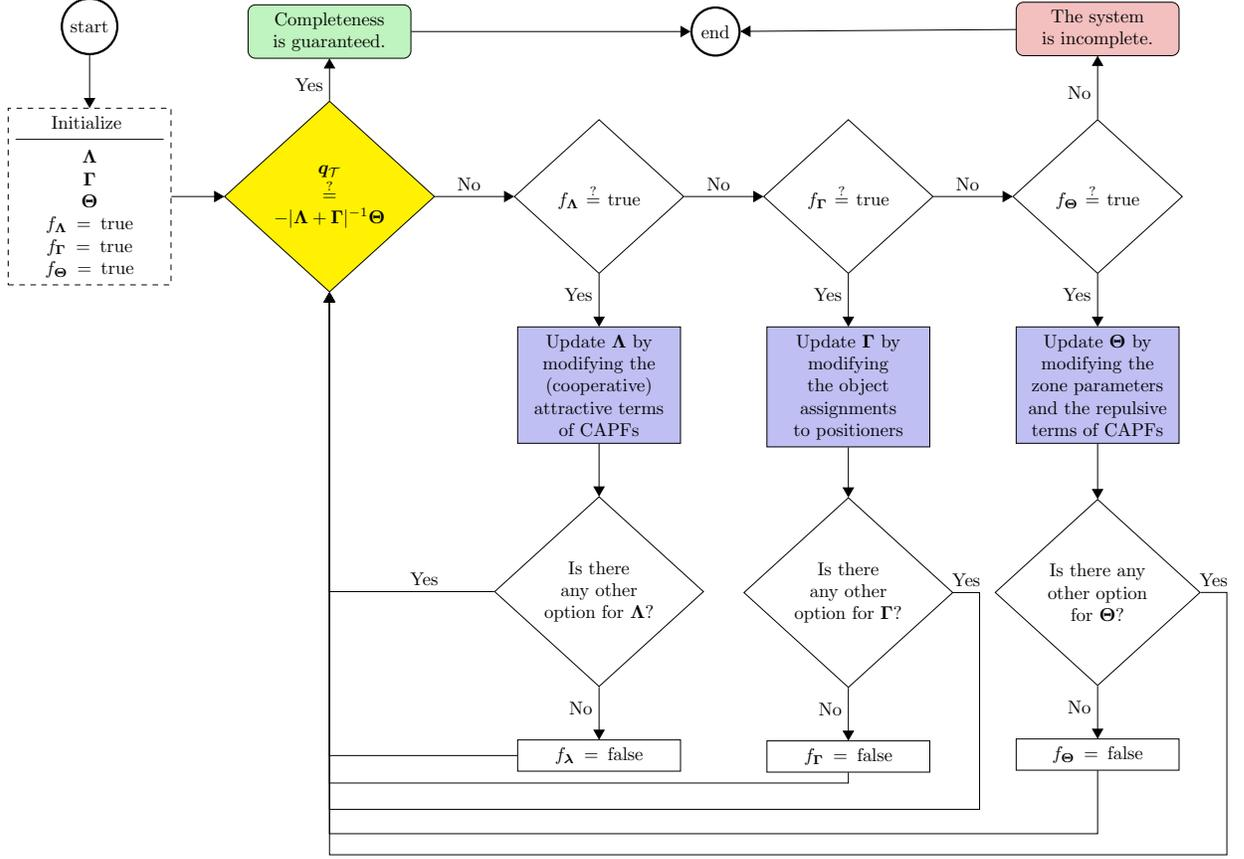 start
Completeness
is guaranteed.
end
The system
is incomplete.
Yes
No
Initialize
Λ
Γ
Θ
f_Λ = true
f_Γ = true
f_Θ = true
q_𝒯
≟
−|Λ + Γ|⁻¹Θ
No
f_Λ ≟ true
No
f_Γ ≟ true
No
f_Θ ≟ true
Yes
Yes
Yes
Update Λ by
modifying the
(cooperative)
attractive terms
of CAPFs
Update Γ by
modifying
the object
assignments
to positioners
Update Θ by
modifying the
zone parameters
and the repulsive
terms of CAPFs
Yes
Is there
any other
option for Λ?
Is there
any other
option for Γ?
Yes
Is there any
other option
for Θ?
Yes
No
No
No
f_λ = false
f_Γ = false
f_Θ = false